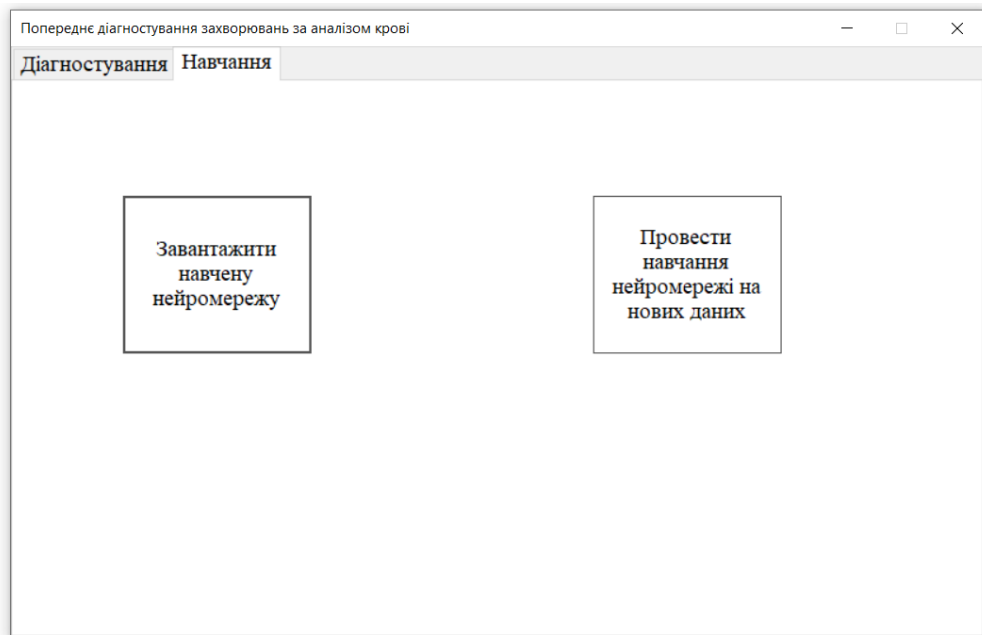 Попереднє діагностування захворювань за аналізом крові
Діагностування Навчання
Завантажити
навчену
нейромережу
Провести
навчання
нейромережі на
нових даних